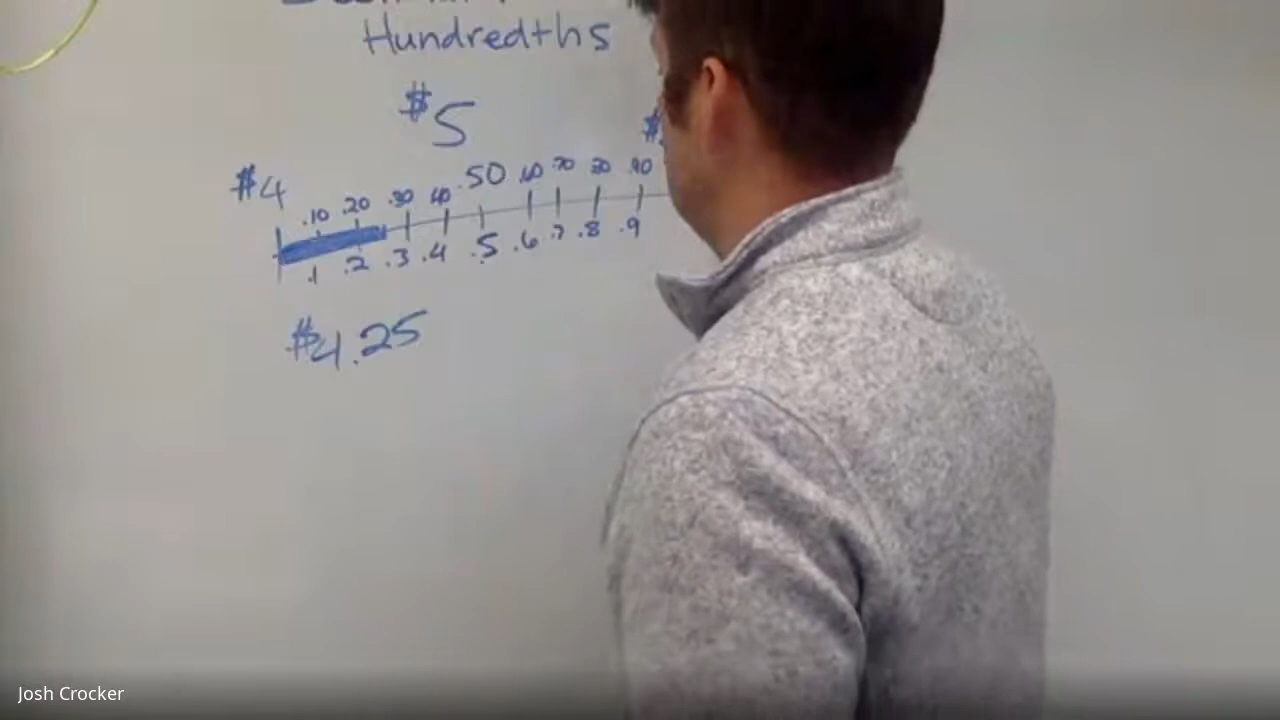 Hundredths
$5
$4
.10 .20 .30 .40 .50 .60 .70 .80 .90
.1 .2 .3 .4 .5 .6 .7 .8 .9
$4.25
Josh Crocker